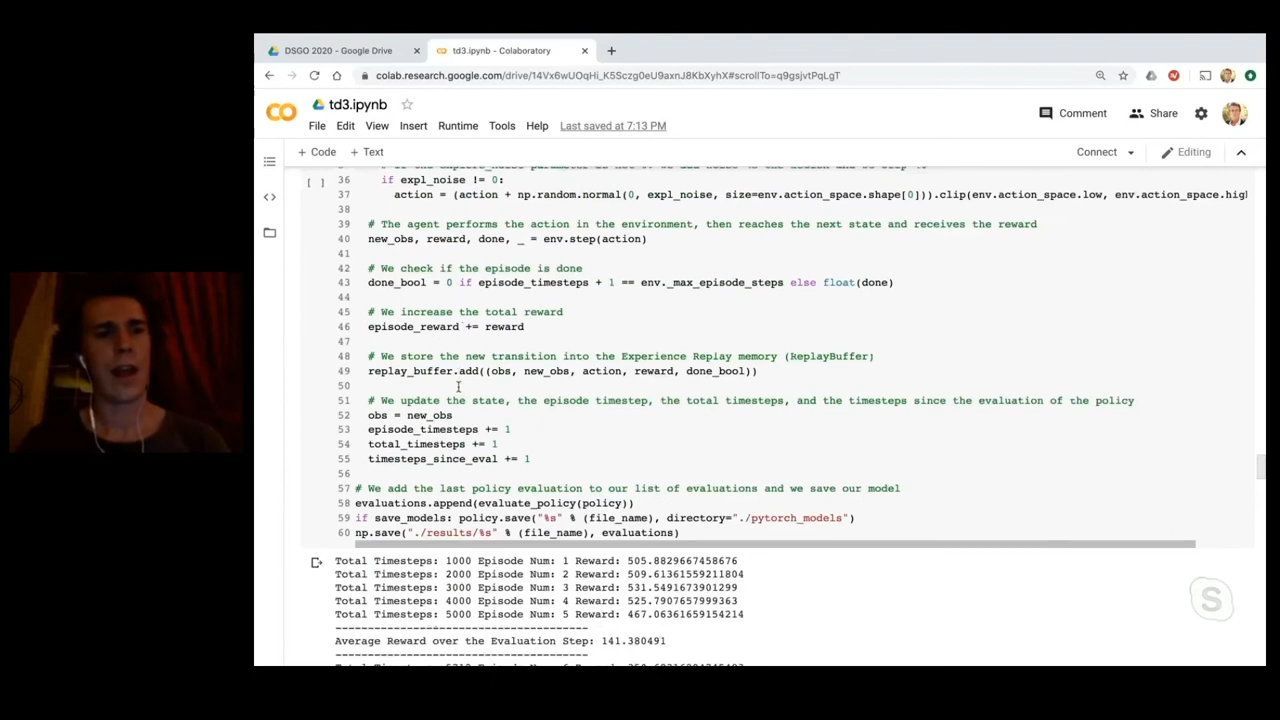 DSGO 2020 - Google Drive
td3.ipynb - Colaboratory
colab.research.google.com/drive/14Vx6wUOqHi_K5Sczg0eU9axnJ8KbXyhX#scrollTo=q9gsjvtPqLgT
td3.ipynb
Comment
Share
File Edit View Insert Runtime Tools Help Last saved at 7:13 PM
+ Code + Text
Connect
Editing
[ ]
36 if expl_noise != 0:
37 action = (action + np.random.normal(0, expl_noise, size=env.action_space.shape[0])).clip(env.action_space.low, env.action_space.hig
38
39 # The agent performs the action in the environment, then reaches the next state and receives the reward
40 new_obs, reward, done, _ = env.step(action)
41
42 # We check if the episode is done
43 done_bool = 0 if episode_timesteps + 1 == env._max_episode_steps else float(done)
44
45 # We increase the total reward
46 episode_reward += reward
47
48 # We store the new transition into the Experience Replay memory (ReplayBuffer)
49 replay_buffer.add((obs, new_obs, action, reward, done_bool))
50
51 # We update the state, the episode timestep, the total timesteps, and the timesteps since the evaluation of the policy
52 obs = new_obs
53 episode_timesteps += 1
54 total_timesteps += 1
55 timesteps_since_eval += 1
56
57 # We add the last policy evaluation to our list of evaluations and we save our model
58 evaluations.append(evaluate_policy(policy))
59 if save_models: policy.save("%s" % (file_name), directory="./pytorch_models")
60 np.save("./results/%s" % (file_name), evaluations)
Total Timesteps: 1000 Episode Num: 1 Reward: 505.8829667458676
Total Timesteps: 2000 Episode Num: 2 Reward: 509.61361559211804
Total Timesteps: 3000 Episode Num: 3 Reward: 531.5491673901299
Total Timesteps: 4000 Episode Num: 4 Reward: 525.7907657999363
Total Timesteps: 5000 Episode Num: 5 Reward: 467.06361659154214
---------------------------------------
Average Reward over the Evaluation Step: 141.380491
---------------------------------------
S